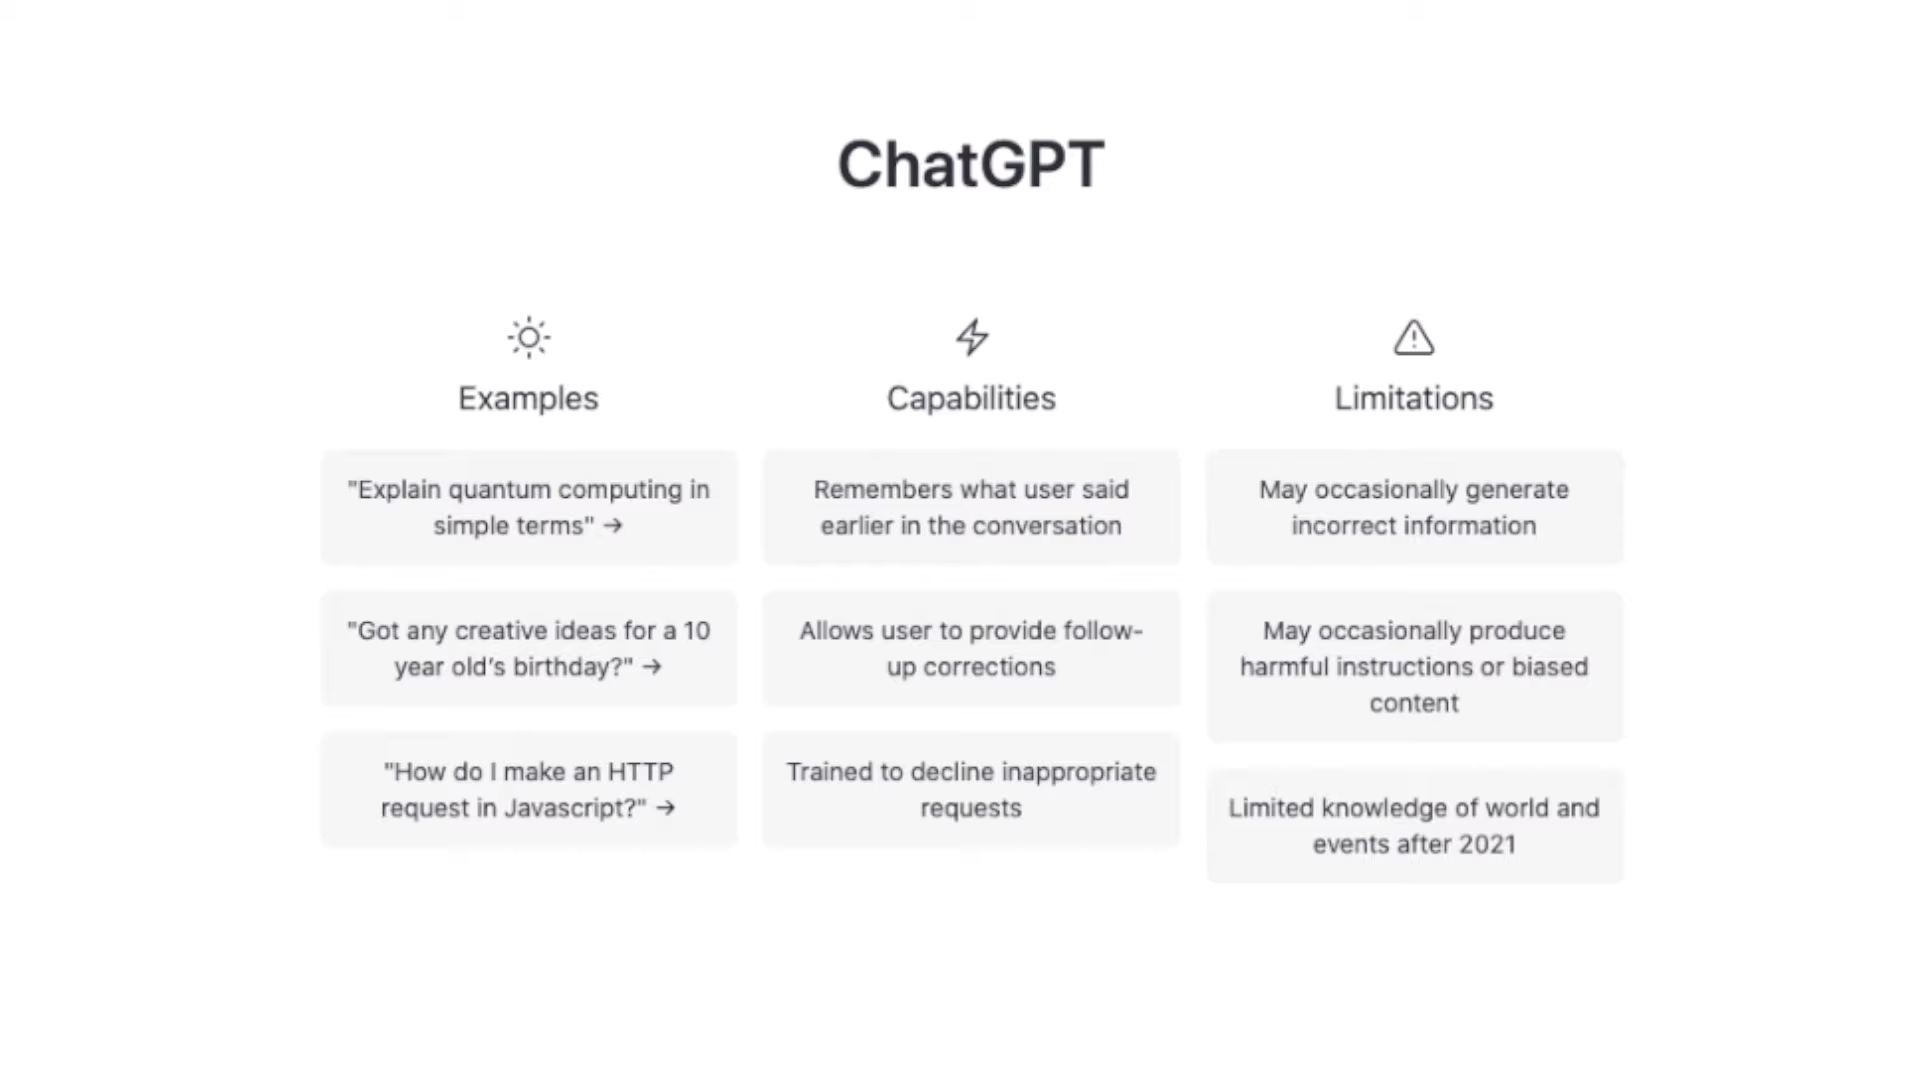 ChatGPT
Examples
"Explain quantum computing in
simple terms" →
"Got any creative ideas for a 10
year old's birthday?" →
"How do I make an HTTP
request in Javascript?" →
Capabilities
Remembers what user said
earlier in the conversation
Allows user to provide follow-
up corrections
Trained to decline inappropriate
requests
Limitations
May occasionally generate
incorrect information
May occasionally produce
harmful instructions or biased
content
Limited knowledge of world and
events after 2021